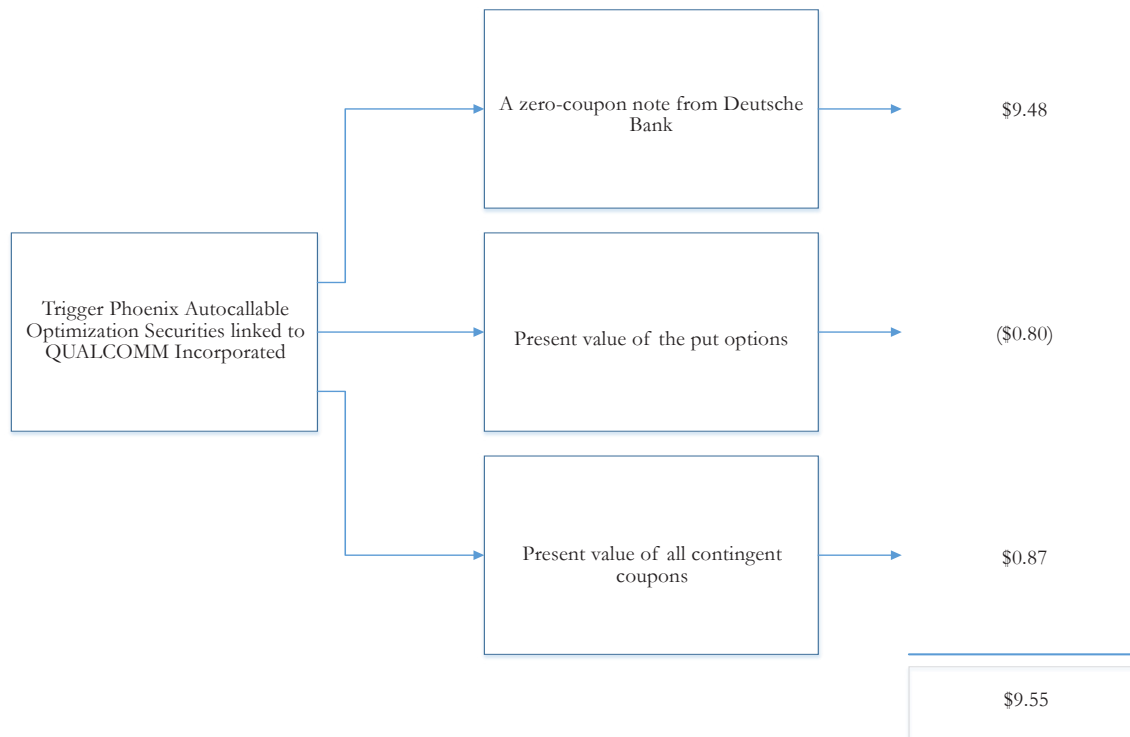 A zero-coupon note from Deutsche
Bank
$9.48
Trigger Phoenix Autocallable
Optimization Securities linked to
QUALCOMM Incorporated
Present value of the put options
($0.80)
Present value of all contingent
coupons
$0.87
$9.55